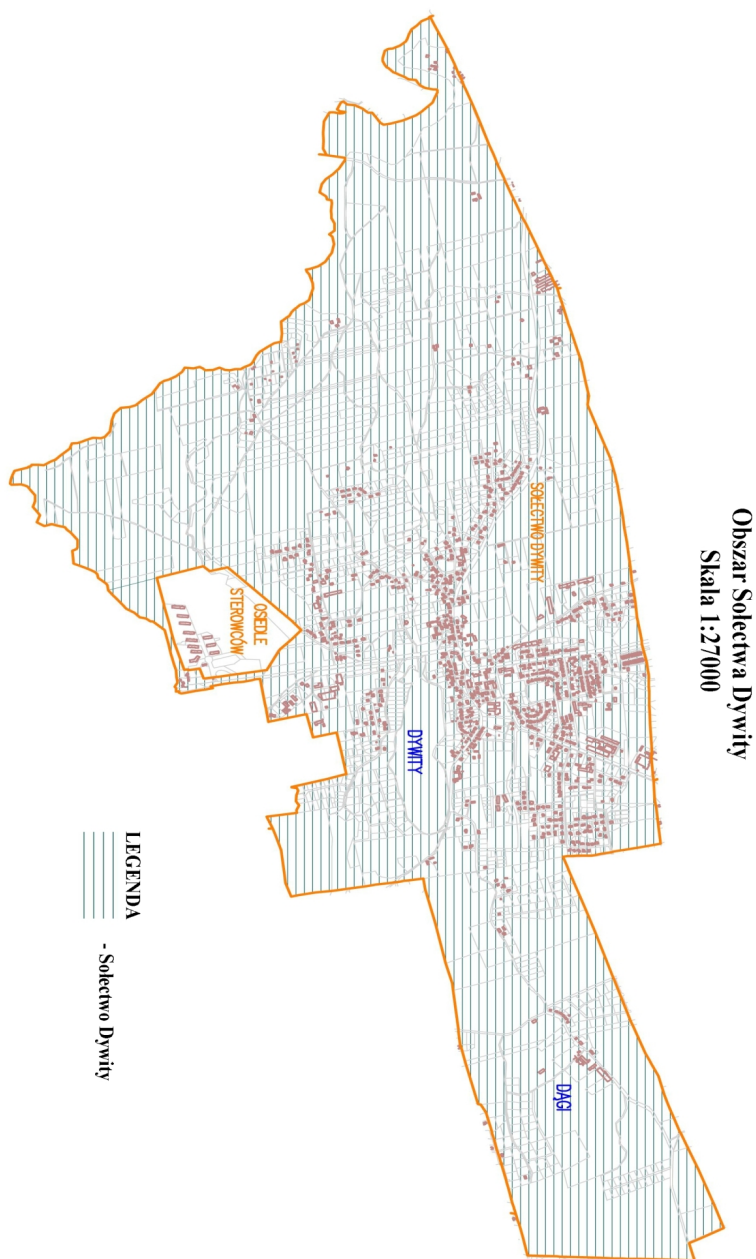 Obszar Sołectwa Dywity
Skala 1:27000
SOŁECTWO DYWITY
OSIEDLE
STEROWCÓW
DYWITY
DĄGI
LEGENDA
- Sołectwo Dywity